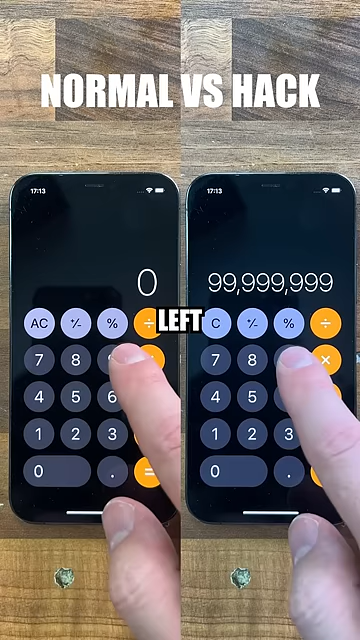 NORMAL VS HACK
17:13
17:13
0
99,999,999
LEFT
AC +/- % ÷
C +/- % ÷
7 8
7 8 ×
4 5 6
4 5
1 2 3
1 2 3
0 . =
0 .